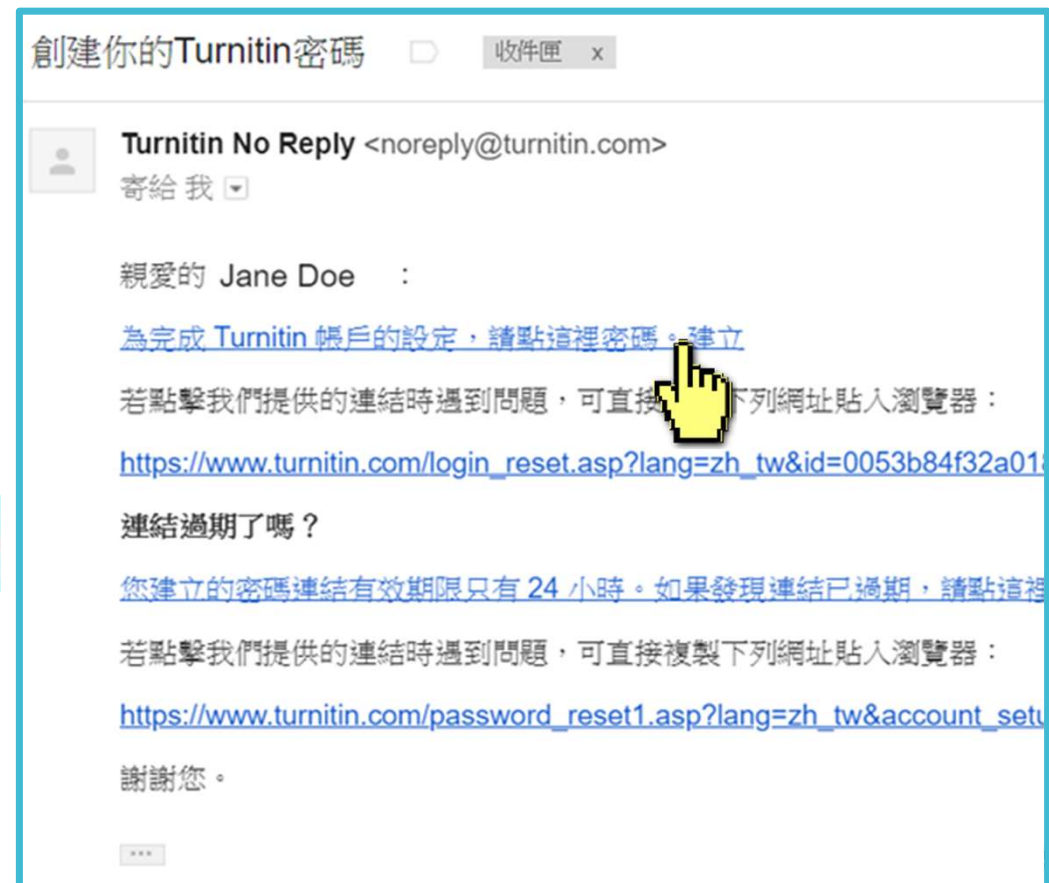 創建你的Turnitin密碼 收件匣 x
Turnitin No Reply <noreply@turnitin.com>
寄給 我
親愛的 Jane Doe ：
為完成 Turnitin 帳戶的設定，請點這裡密碼。建立
若點擊我們提供的連結時遇到問題，可直接 下列網址貼入瀏覽器：
https://www.turnitin.com/login_reset.asp?lang=zh_tw&id=0053b84f32a018
連結過期了嗎？
您建立的密碼連結有效期限只有 24 小時。如果發現連結已過期，請點這裡
若點擊我們提供的連結時遇到問題，可直接複製下列網址貼入瀏覽器：
https://www.turnitin.com/password_reset1.asp?lang=zh_tw&account_setu
謝謝您。